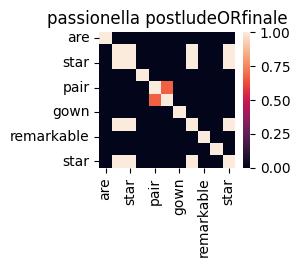 passionella postludeORfinale
are
star
pair
gown
remarkable
star
1.00
0.75
0.50
0.25
0.00
are
star
pair
gown
remarkable
star